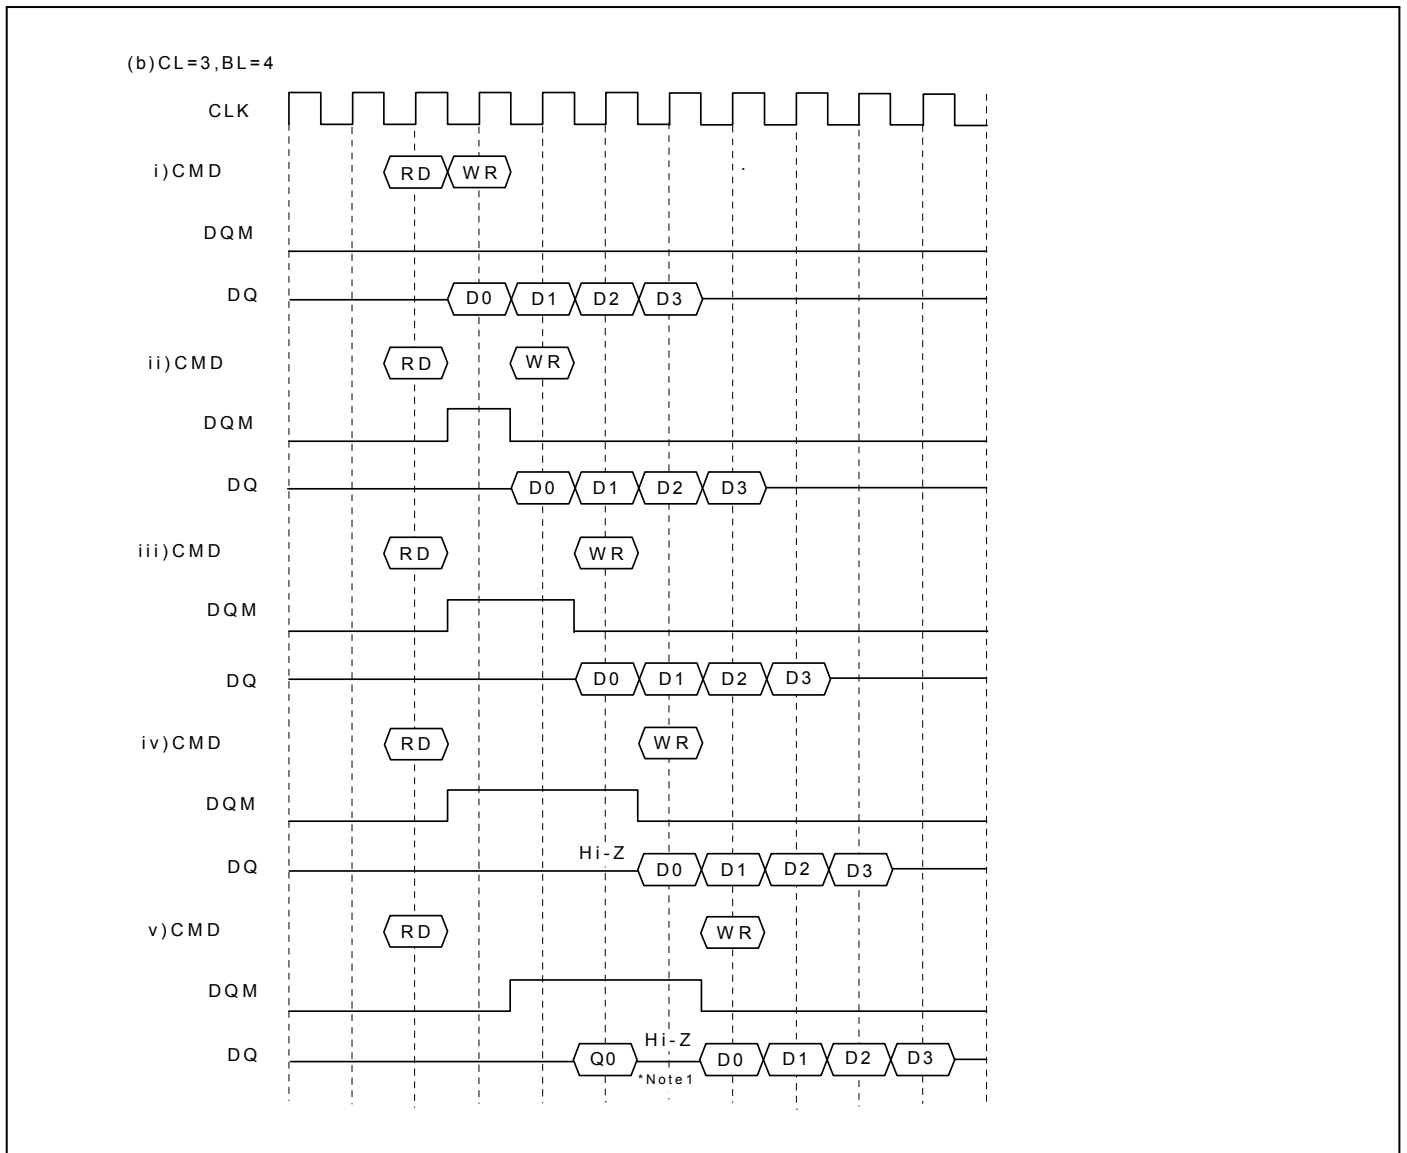 (b)CL=3,BL=4
CLK
i)CMD RD WR
DQM
DQ D0 D1 D2 D3
ii)CMD RD WR
DQM
DQ D0 D1 D2 D3
iii)CMD RD WR
DQM
DQ D0 D1 D2 D3
iv)CMD RD WR
DQM
Hi-Z
DQ D0 D1 D2 D3
v)CMD RD WR
DQM
Hi-Z
DQ Q0 D0 D1 D2 D3
*Note1